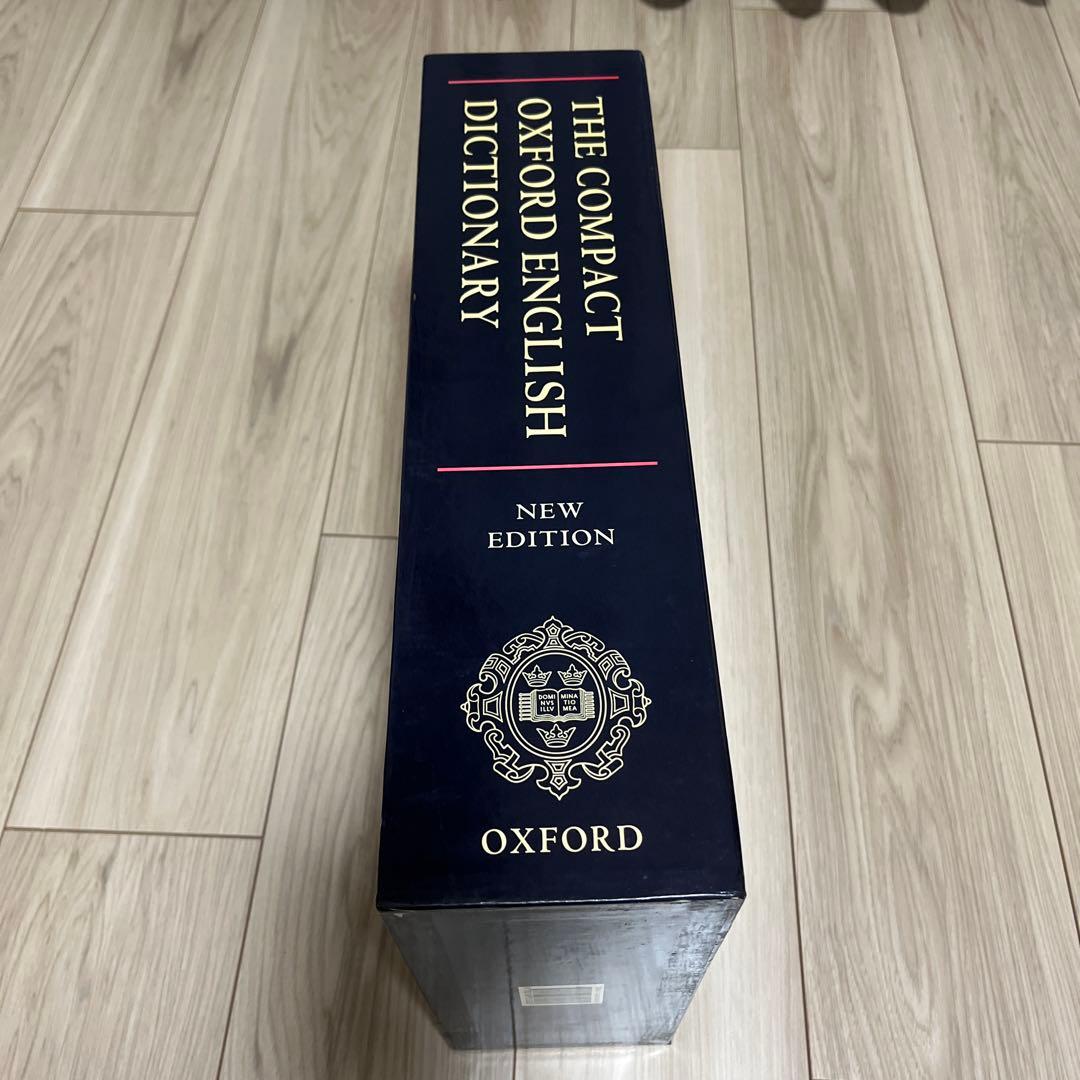 THE COMPACT
OXFORD ENGLISH
DICTIONARY
NEW
EDITION
DOMI MINA
NVS TIO
ILLV MEA
OXFORD